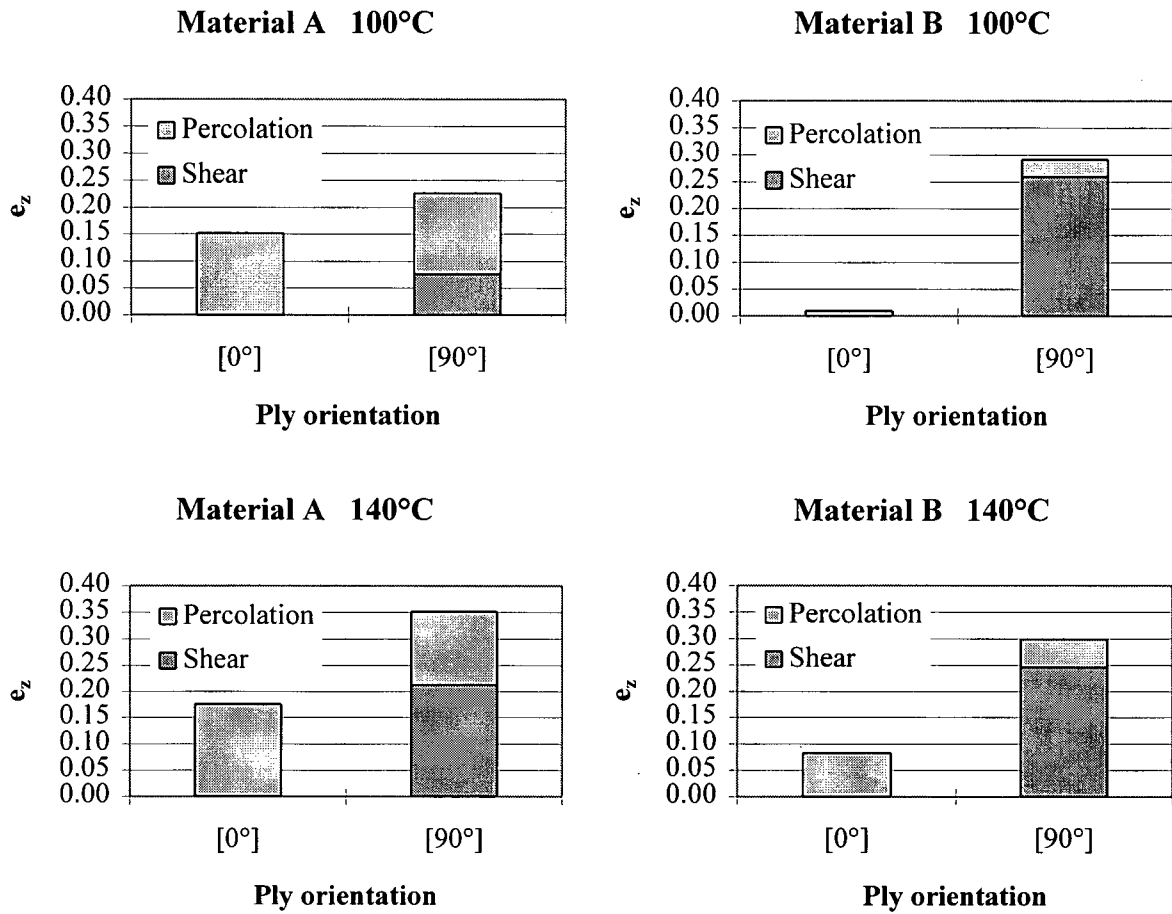 Material A 100°C
0.40
0.35
0.30
0.25
0.20
0.15
0.10
0.05
0.00
e_z
Percolation
Shear
[0°] [90°]
Ply orientation
Material B 100°C
0.40
0.35
0.30
0.25
0.20
0.15
0.10
0.05
0.00
e_z
Percolation
Shear
[0°] [90°]
Ply orientation
Material A 140°C
0.40
0.35
0.30
0.25
0.20
0.15
0.10
0.05
0.00
e_z
Percolation
Shear
[0°] [90°]
Ply orientation
Material B 140°C
0.40
0.35
0.30
0.25
0.20
0.15
0.10
0.05
0.00
e_z
Percolation
Shear
[0°] [90°]
Ply orientation